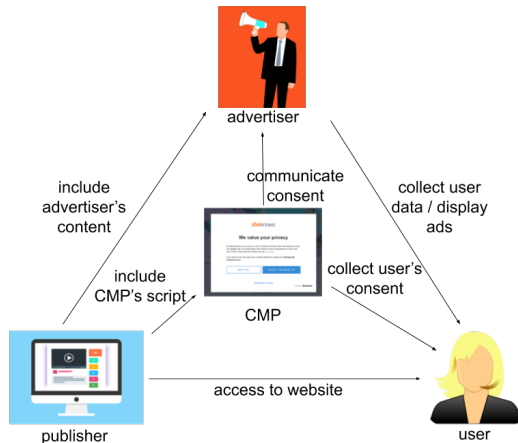 advertiser
include
advertiser's
content
communicate
consent
collect user
data / display
ads
We value your privacy
include
CMP's script
collect user's
consent
CMP
access to website
publisher
user